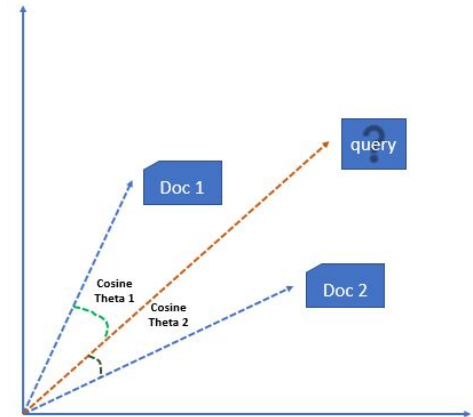 query
Doc 1
Cosine
Theta 1
Cosine
Theta 2
Doc 2